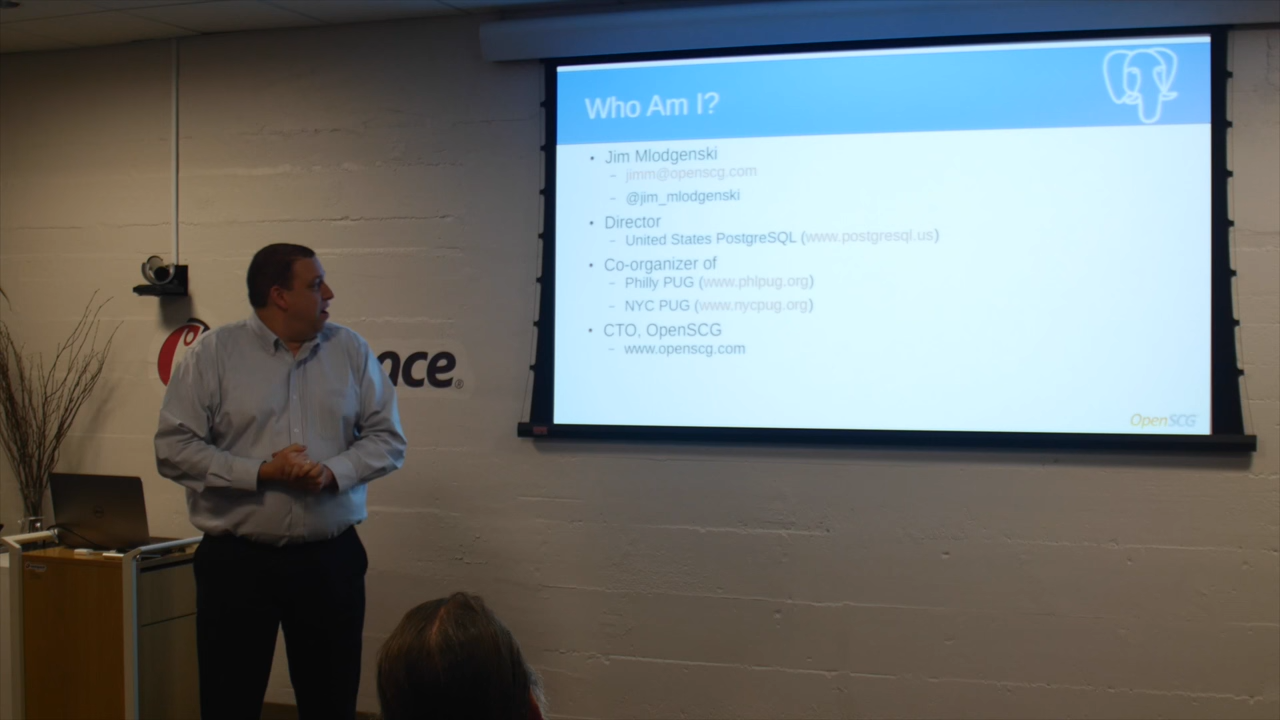 Who Am I?
• Jim Mlodgenski
– jimm@openscg.com
– @jim_mlodgenski
• Director
– United States PostgreSQL (www.postgresql.us)
• Co-organizer of
– Philly PUG (www.phlpug.org)
– NYC PUG (www.nycpug.org)
• CTO, OpenSCG
– www.openscg.com
OpenSCG
nce®